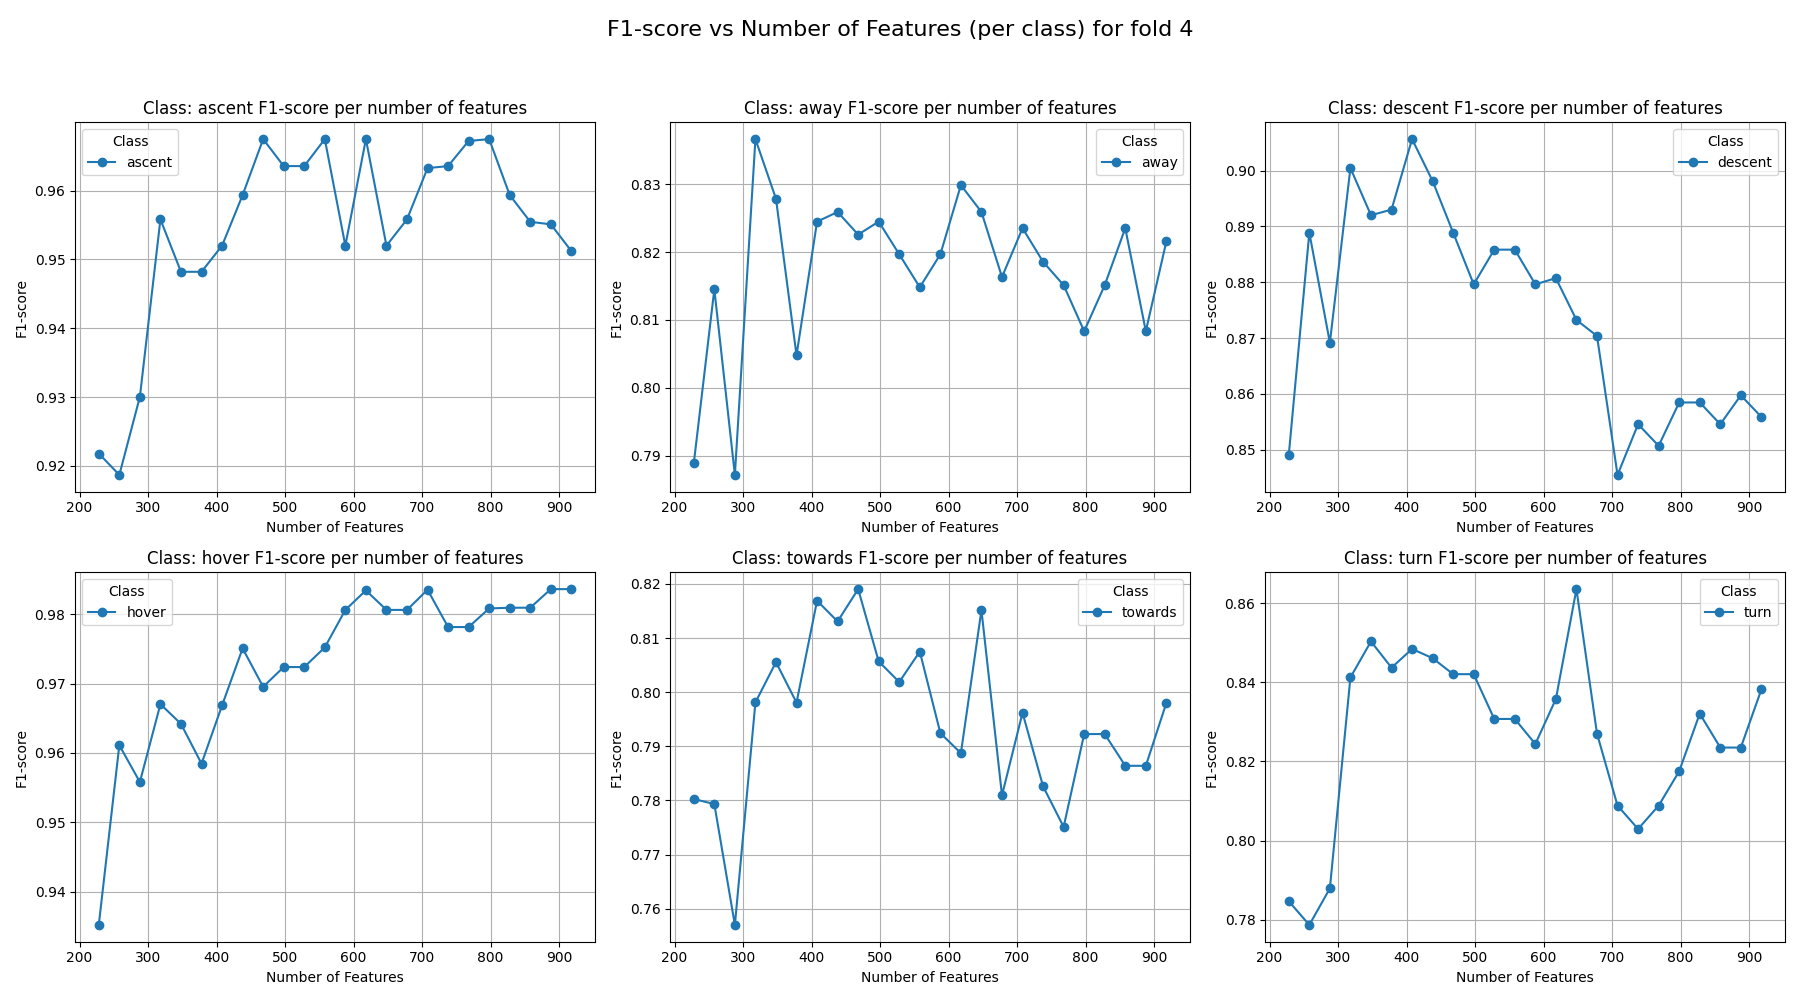 F1-score vs Number of Features (per class) for fold 4
Class: ascent F1-score per number of features
Class
ascent
F1-score
0.96
0.95
0.94
0.93
0.92
200 300 400 500 600 700 800 900
Number of Features
Class: away F1-score per number of features
Class
away
F1-score
0.83
0.82
0.81
0.80
0.79
200 300 400 500 600 700 800 900
Number of Features
Class: descent F1-score per number of features
Class
descent
F1-score
0.90
0.89
0.88
0.87
0.86
0.85
200 300 400 500 600 700 800 900
Number of Features
Class: hover F1-score per number of features
Class
hover
F1-score
0.98
0.97
0.96
0.95
0.94
200 300 400 500 600 700 800 900
Number of Features
Class: towards F1-score per number of features
Class
towards
F1-score
0.82
0.81
0.80
0.79
0.78
0.77
0.76
200 300 400 500 600 700 800 900
Number of Features
Class: turn F1-score per number of features
Class
turn
F1-score
0.86
0.84
0.82
0.80
0.78
200 300 400 500 600 700 800 900
Number of Features